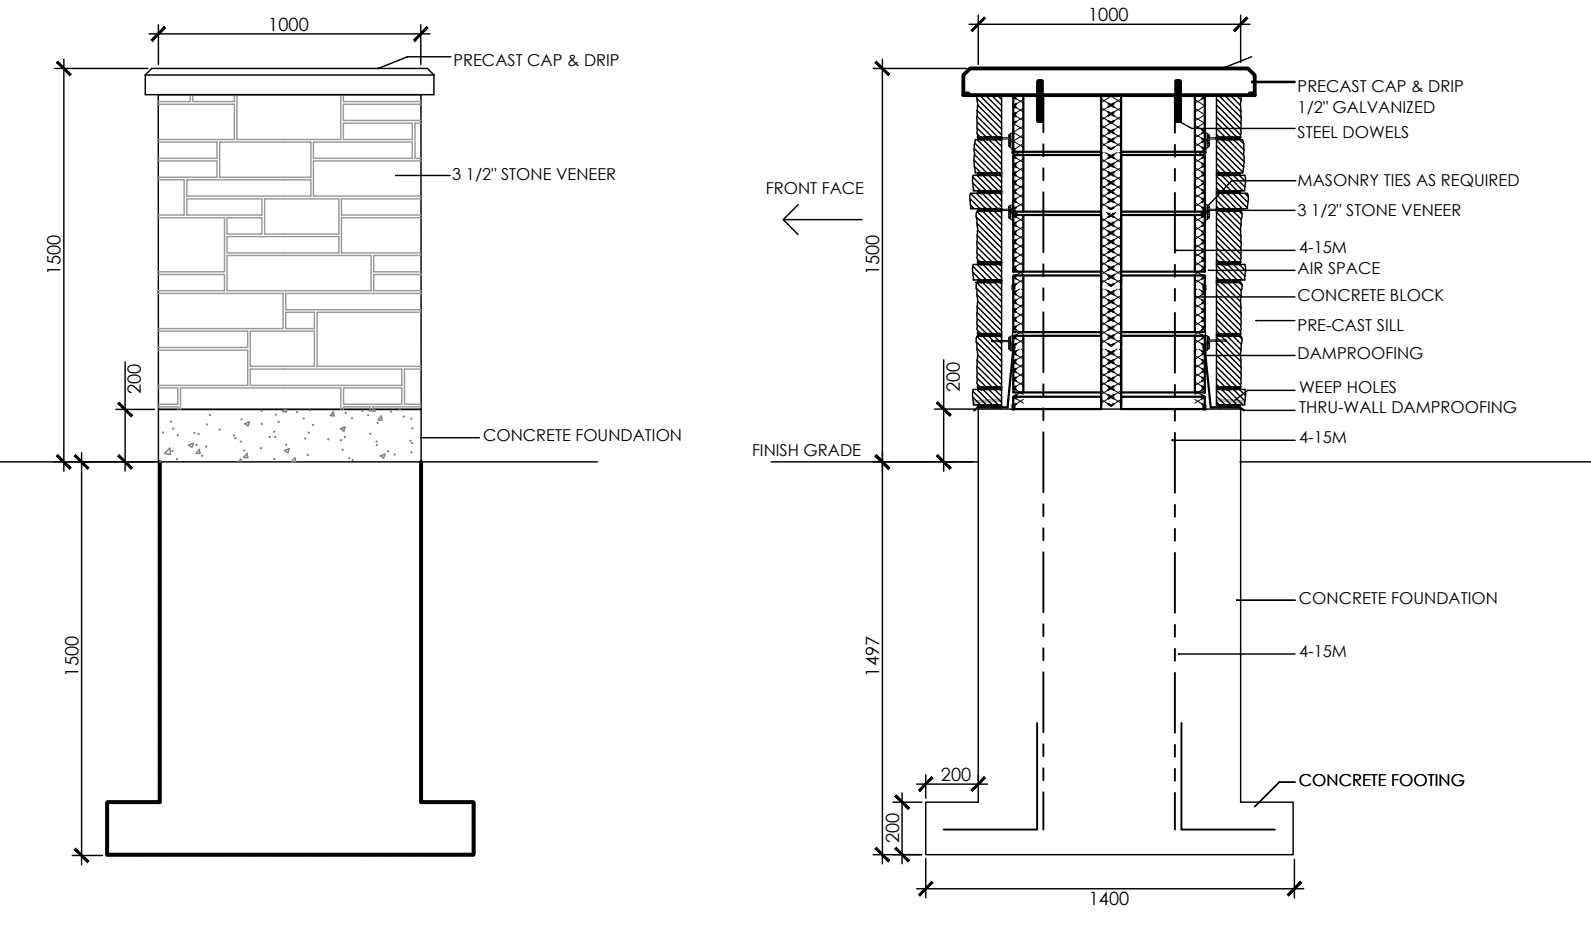 1000
PRECAST CAP & DRIP
3 1/2" STONE VENEER
1500
200
CONCRETE FOUNDATION
1500
1000
PRECAST CAP & DRIP
1/2" GALVANIZED
STEEL DOWELS
MASONRY TIES AS REQUIRED
FRONT FACE
3 1/2" STONE VENEER
1500
4-15M
AIR SPACE
CONCRETE BLOCK
PRE-CAST SILL
DAMPROOFING
200
WEEP HOLES
THRU-WALL DAMPROOFING
4-15M
FINISH GRADE
CONCRETE FOUNDATION
1497
4-15M
200
CONCRETE FOOTING
200
1400